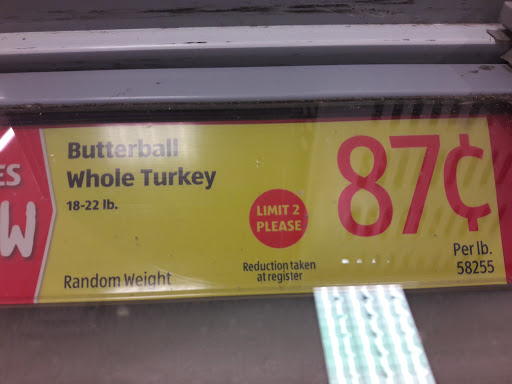 ES
W
Butterball
Whole Turkey
18-22 lb.
Random Weight
LIMIT 2
PLEASE
Reduction taken
at register
87¢
Per lb.
58255